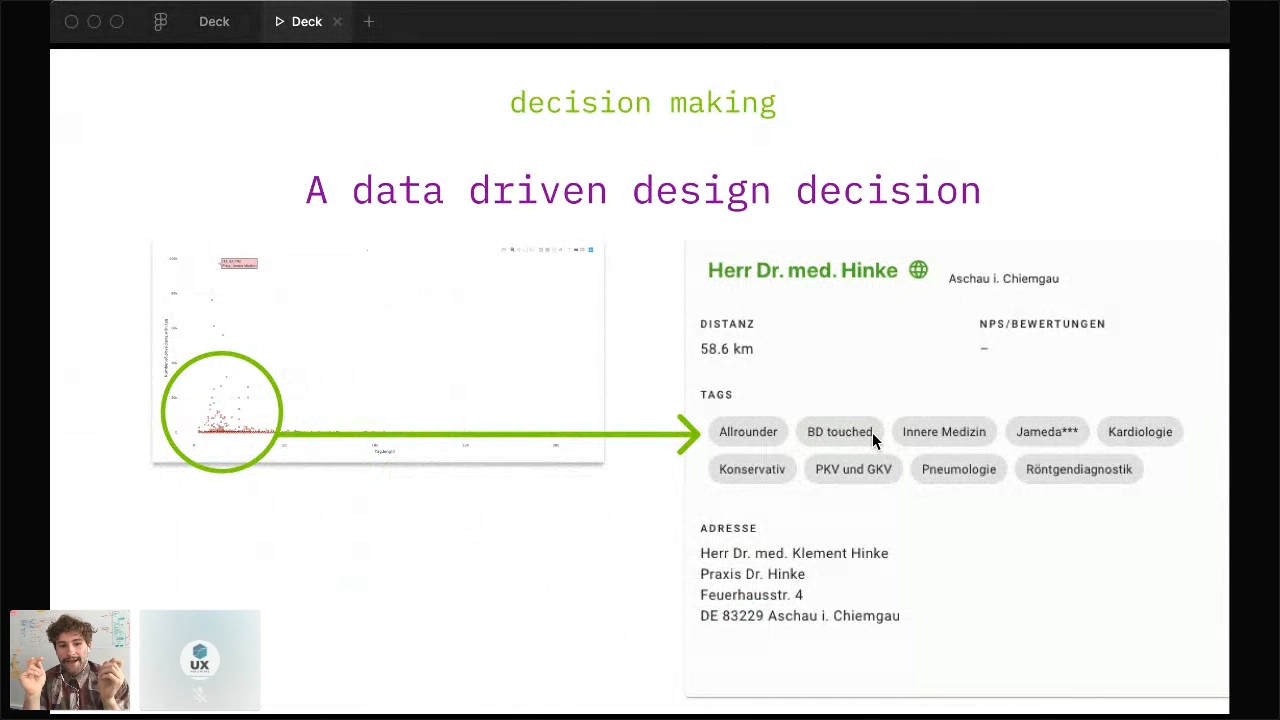 Deck
Deck
decision making
A data driven design decision
Herr Dr. med. Hinke
Aschau i. Chiemgau
DISTANZ
NPS/BEWERTUNGEN
58.6 km
–
TAGS
Allrounder
BD touched
Innere Medizin
Jameda***
Kardiologie
Konservativ
PKV und GKV
Pneumologie
Röntgendiagnostik
ADRESSE
Herr Dr. med. Klement Hinke
Praxis Dr. Hinke
Feuerhausstr. 4
DE 83229 Aschau i. Chiemgau
UX